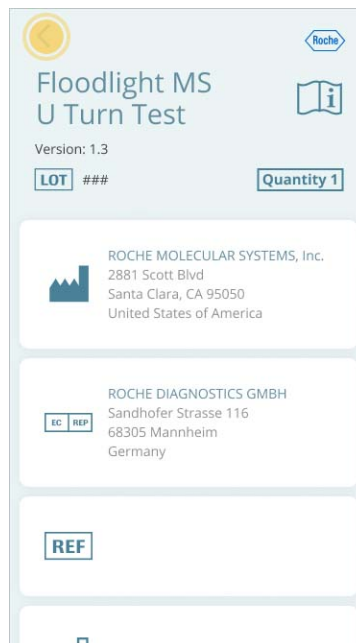 Roche
Floodlight MS
U Turn Test
Version: 1.3
LOT ###
Quantity 1
ROCHE MOLECULAR SYSTEMS, Inc.
2881 Scott Blvd
Santa Clara, CA 95050
United States of America
EC REP
ROCHE DIAGNOSTICS GMBH
Sandhofer Strasse 116
68305 Mannheim
Germany
REF